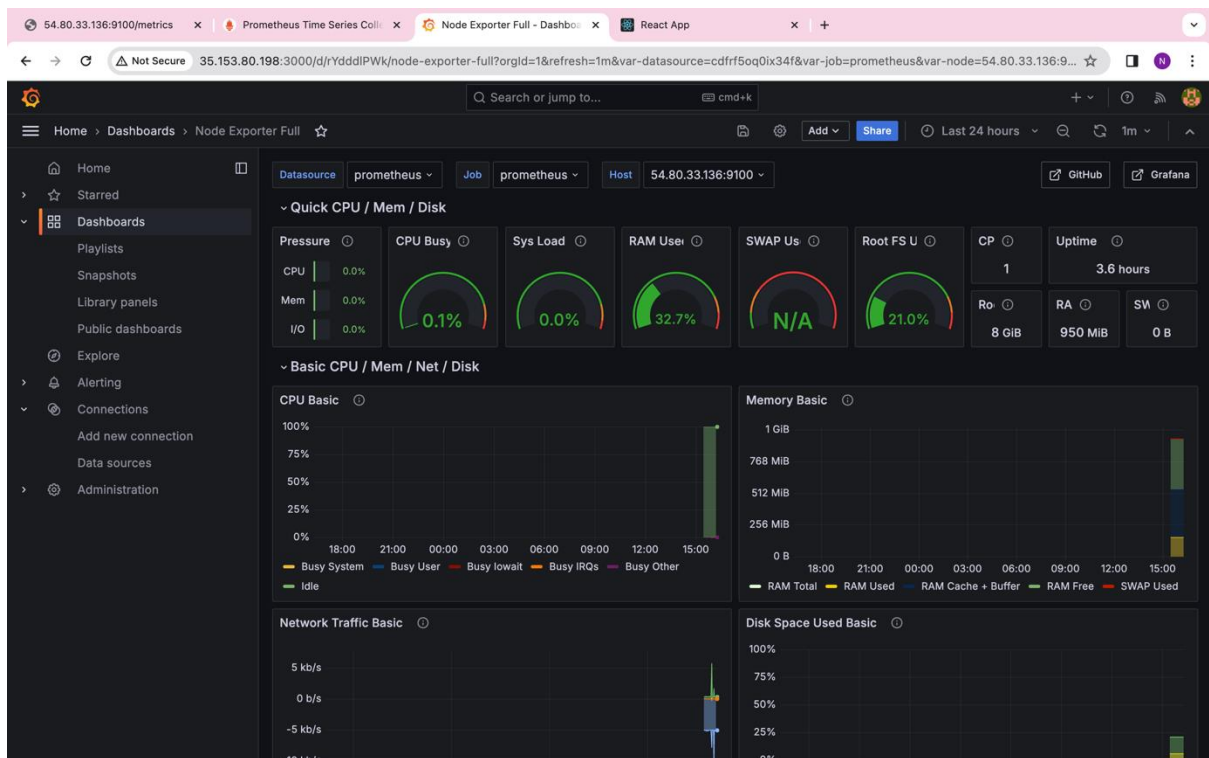 54.80.33.136:9100/metrics
Prometheus Time Series Colle
Node Exporter Full - Dashboa
React App
Not Secure 35.153.80.198:3000/d/rYdddlPWk/node-exporter-full?orgId=1&refresh=1m&var-datasource=cdfrf5oq0ix34f&var-job=prometheus&var-node=54.80.33.136:9...
N
Search or jump to...
cmd+k
Home › Dashboards › Node Exporter Full
Add
Share
Last 24 hours
1m
Home
Starred
Dashboards
Playlists
Snapshots
Library panels
Public dashboards
Explore
Alerting
Connections
Add new connection
Data sources
Administration
Datasource prometheus Job prometheus Host 54.80.33.136:9100
GitHub
Grafana
Quick CPU / Mem / Disk
Pressure
CPU 0.0%
Mem 0.0%
I/O 0.0%
CPU Busy
0.1%
Sys Load
0.0%
RAM Use
32.7%
SWAP Us
N/A
Root FS U
21.0%
CP
1
Uptime
3.6 hours
Ro
8 GiB
RA
950 MiB
SW
0 B
Basic CPU / Mem / Net / Disk
CPU Basic
100%
75%
50%
25%
0%
18:00 21:00 00:00 03:00 06:00 09:00 12:00 15:00
Busy System Busy User Busy Iowait Busy IRQs Busy Other
Idle
Memory Basic
1 GiB
768 MiB
512 MiB
256 MiB
0 B
18:00 21:00 00:00 03:00 06:00 09:00 12:00 15:00
RAM Total RAM Used RAM Cache + Buffer RAM Free SWAP Used
Network Traffic Basic
5 kb/s
0 b/s
-5 kb/s
Disk Space Used Basic
100%
75%
50%
25%